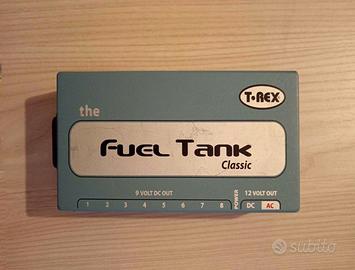 T-REX
the
Fuel Tank
Classic
9 VOLT DC OUT
POWER
12 VOLT OUT
1 2 3 4 5 6 7 8
DC AC
subito